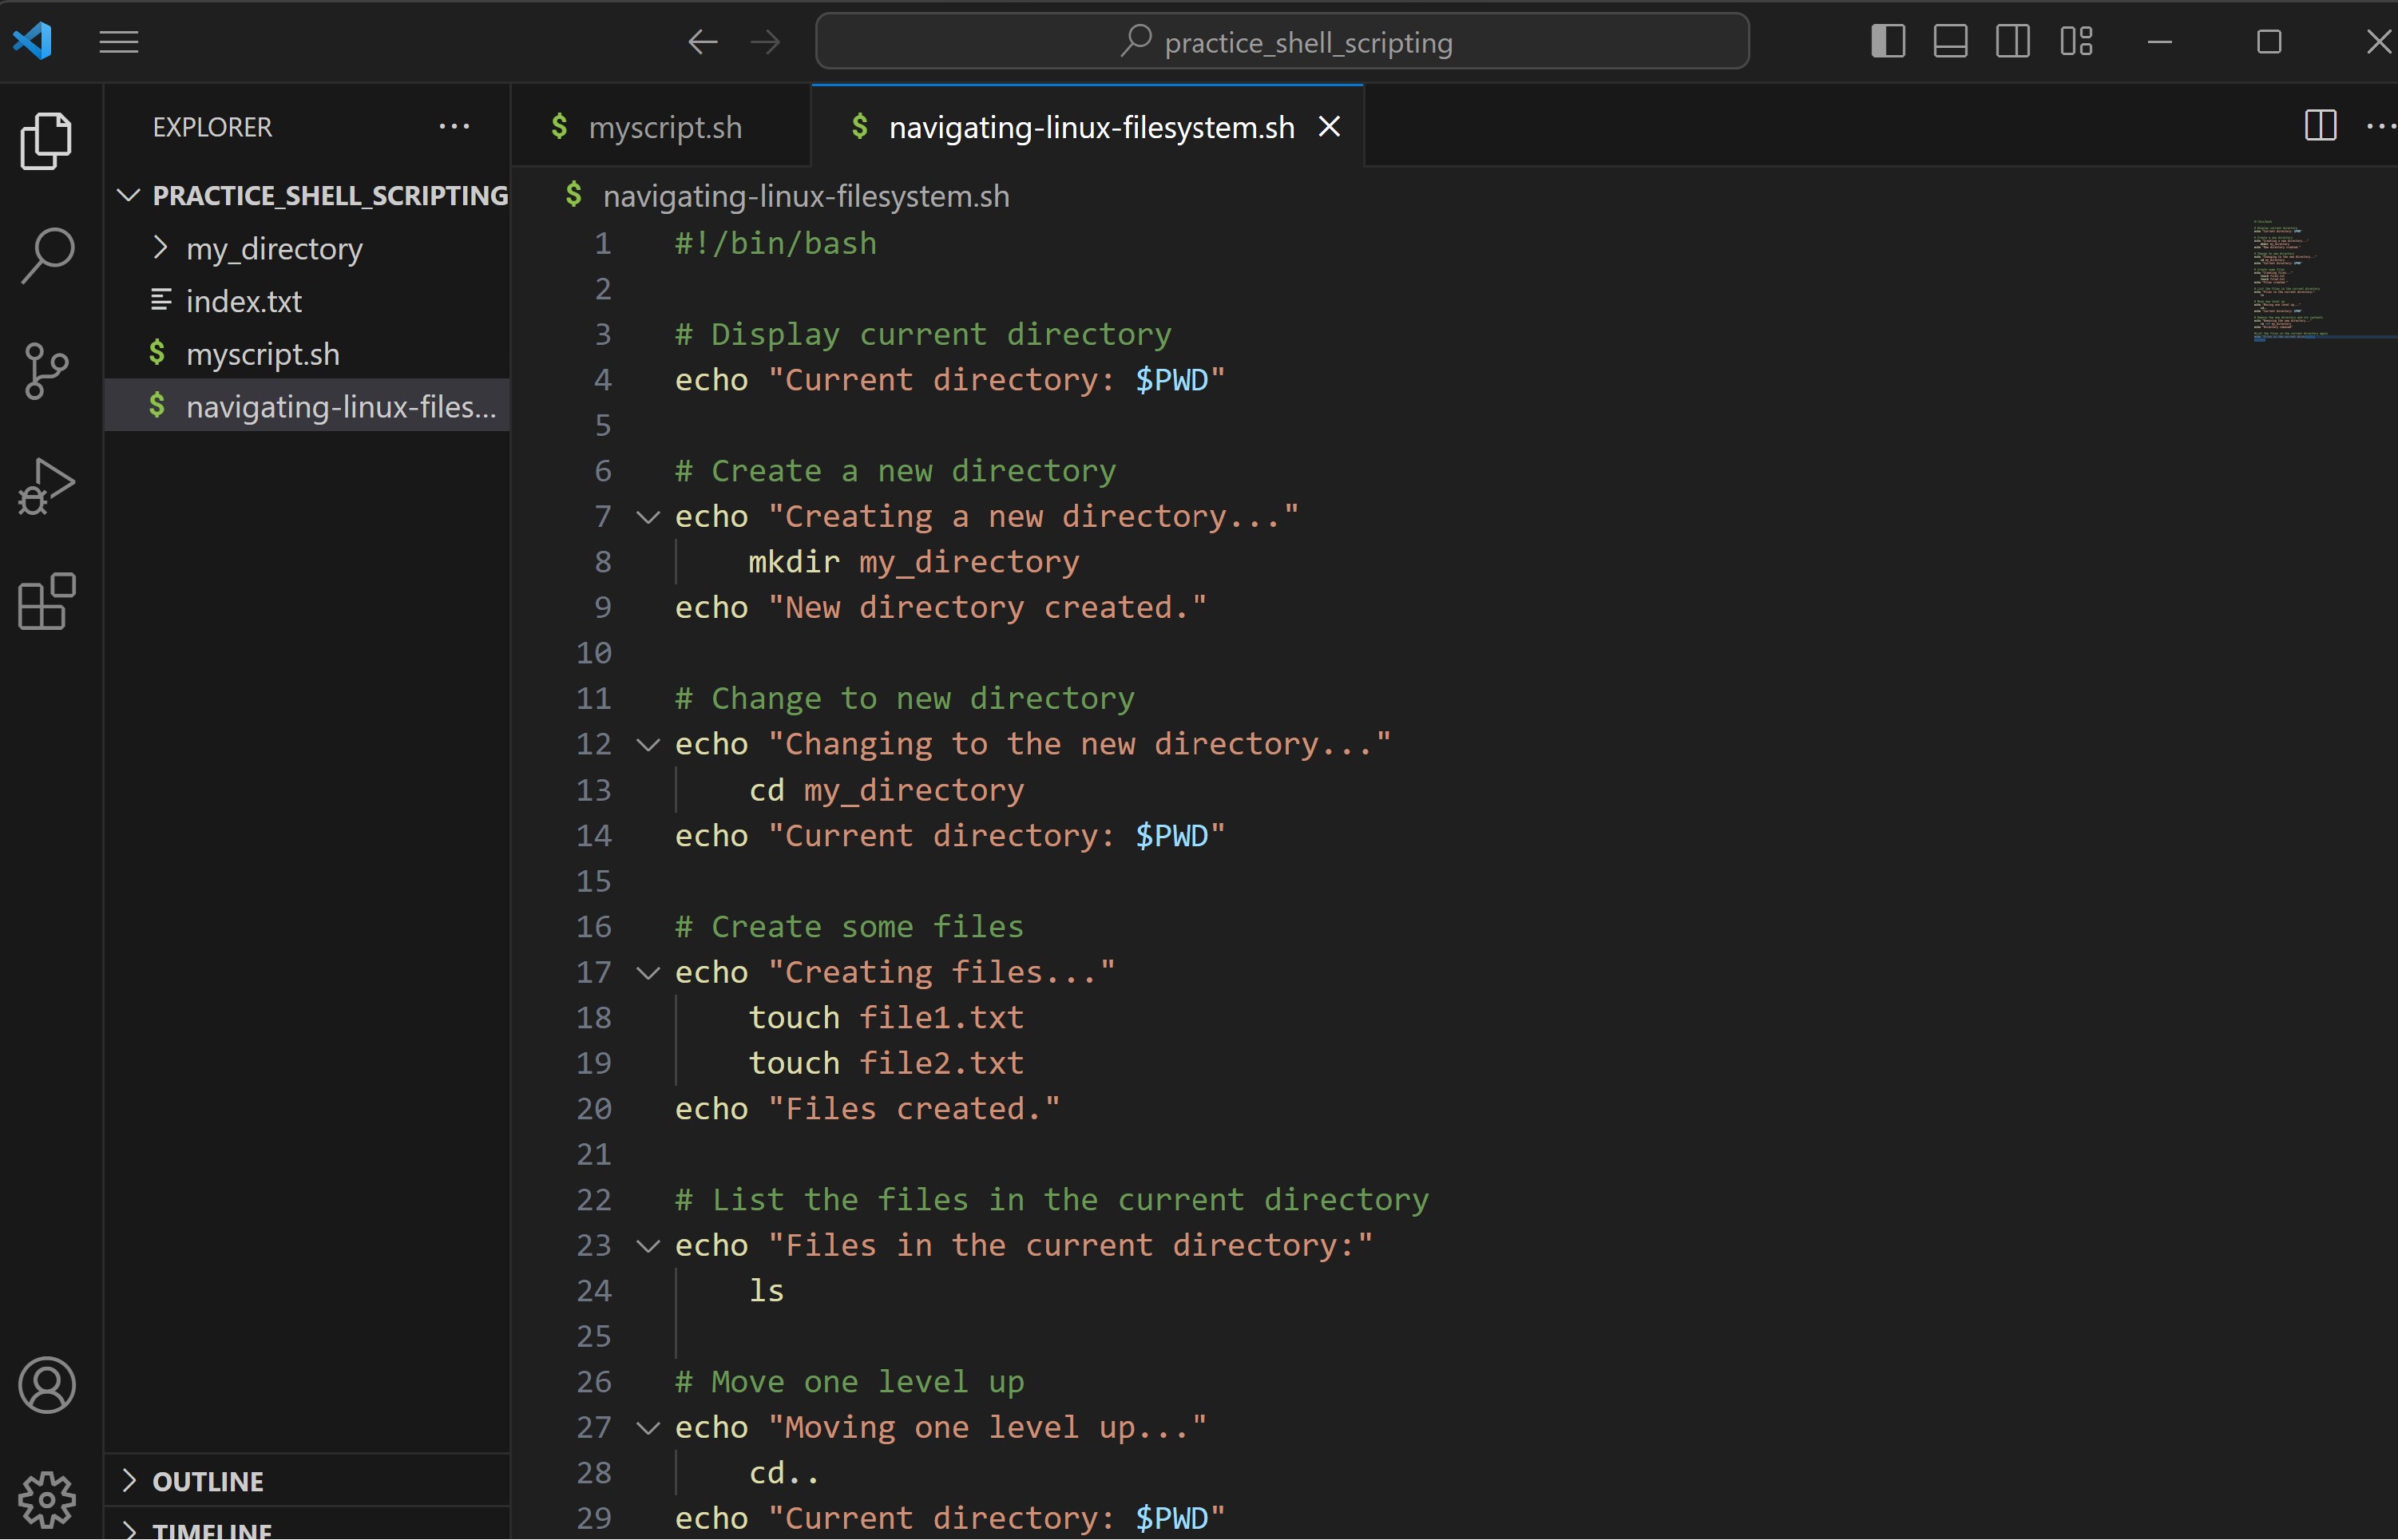 practice_shell_scripting
EXPLORER
myscript.sh
navigating-linux-filesystem.sh
PRACTICE_SHELL_SCRIPTING
my_directory
index.txt
myscript.sh
navigating-linux-files...
OUTLINE
TIMELINE
navigating-linux-filesystem.sh
1 #!/bin/bash
2
3 # Display current directory
4 echo "Current directory: $PWD"
5
6 # Create a new directory
7 echo "Creating a new directory..."
8 mkdir my_directory
9 echo "New directory created."
10
11 # Change to new directory
12 echo "Changing to the new directory..."
13 cd my_directory
14 echo "Current directory: $PWD"
15
16 # Create some files
17 echo "Creating files..."
18 touch file1.txt
19 touch file2.txt
20 echo "Files created."
21
22 # List the files in the current directory
23 echo "Files in the current directory:"
24 ls
25
26 # Move one level up
27 echo "Moving one level up..."
28 cd..
29 echo "Current directory: $PWD"